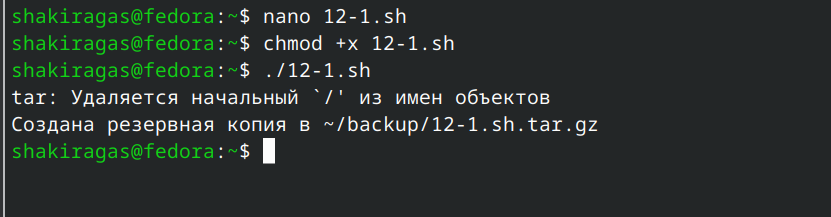 shakiragas@fedora:~$ nano 12-1.sh
shakiragas@fedora:~$ chmod +x 12-1.sh
shakiragas@fedora:~$ ./12-1.sh
tar: Удаляется начальный `/' из имен объектов
Создана резервная копия в ~/backup/12-1.sh.tar.gz
shakiragas@fedora:~$